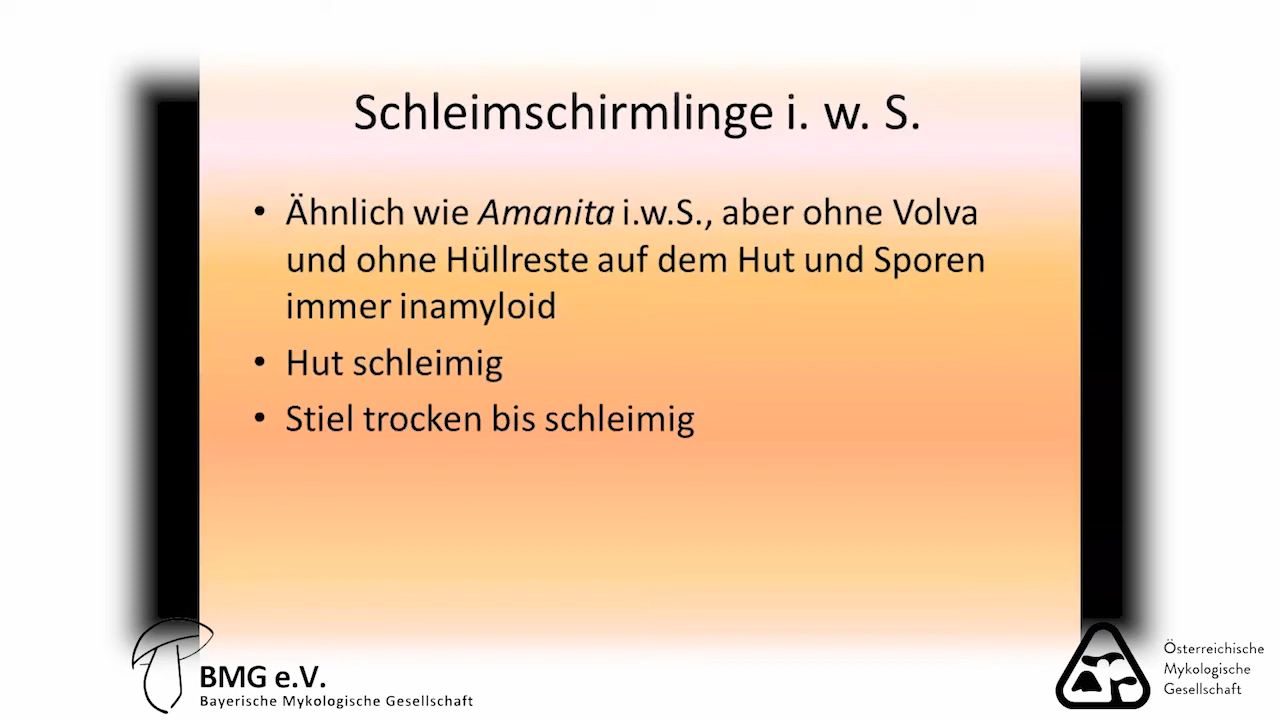 Schleimschirmlinge i. w. S.
• Ähnlich wie Amanita i.w.S., aber ohne Volva
und ohne Hüllreste auf dem Hut und Sporen
immer inamyloid
• Hut schleimig
• Stiel trocken bis schleimig
BMG e.V.
Bayerische Mykologische Gesellschaft
Österreichische
Mykologische
Gesellschaft